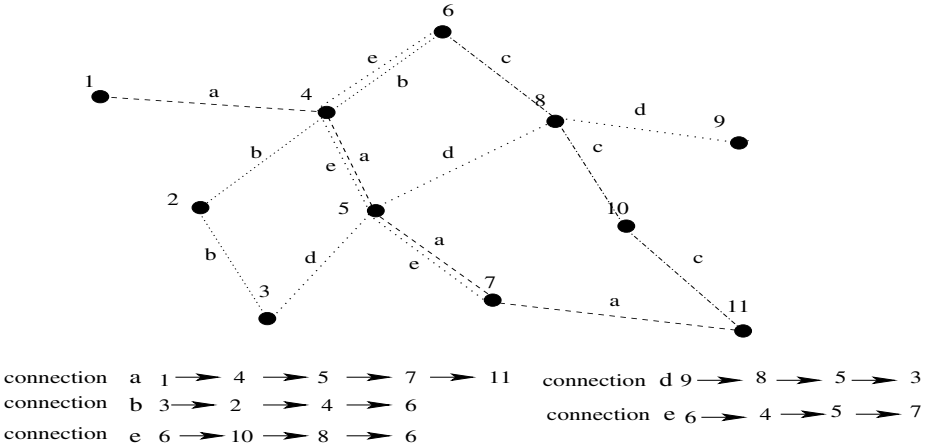 6
e
c
b
1
a
4
8
d
9
b
a
c
e
d
2
5
10
b
d
a
c
e
3
7
a
11
connection a 1 → 4 → 5 → 7 → 11
connection d 9 → 8 → 5 → 3
connection b 3 → 2 → 4 → 6
connection e 6 → 4 → 5 → 7
connection e 6 → 10 → 8 → 6